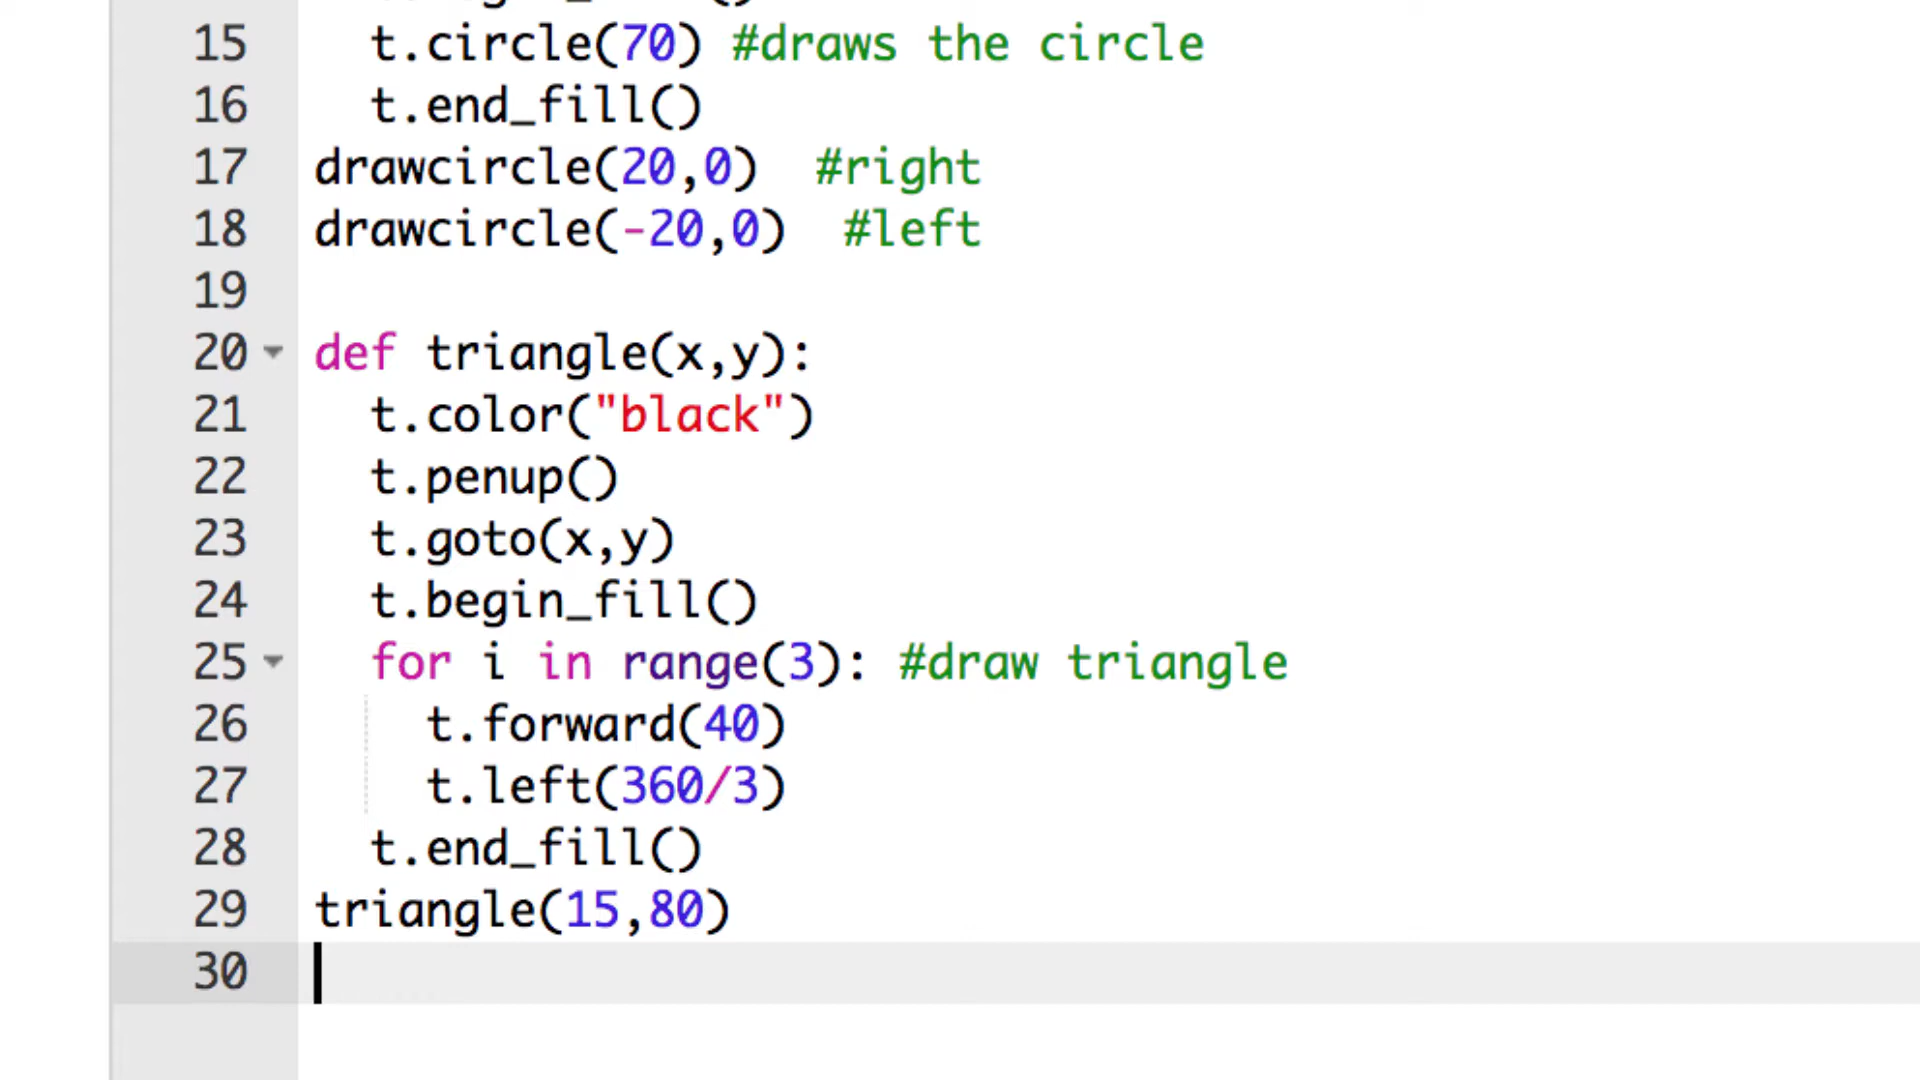 15 t.circle(70) #draws the circle
16 t.end_fill()
17 drawcircle(20,0) #right
18 drawcircle(-20,0) #left
19
20 def triangle(x,y):
21 t.color("black")
22 t.penup()
23 t.goto(x,y)
24 t.begin_fill()
25 for i in range(3): #draw triangle
26 t.forward(40)
27 t.left(360/3)
28 t.end_fill()
29 triangle(15,80)
30